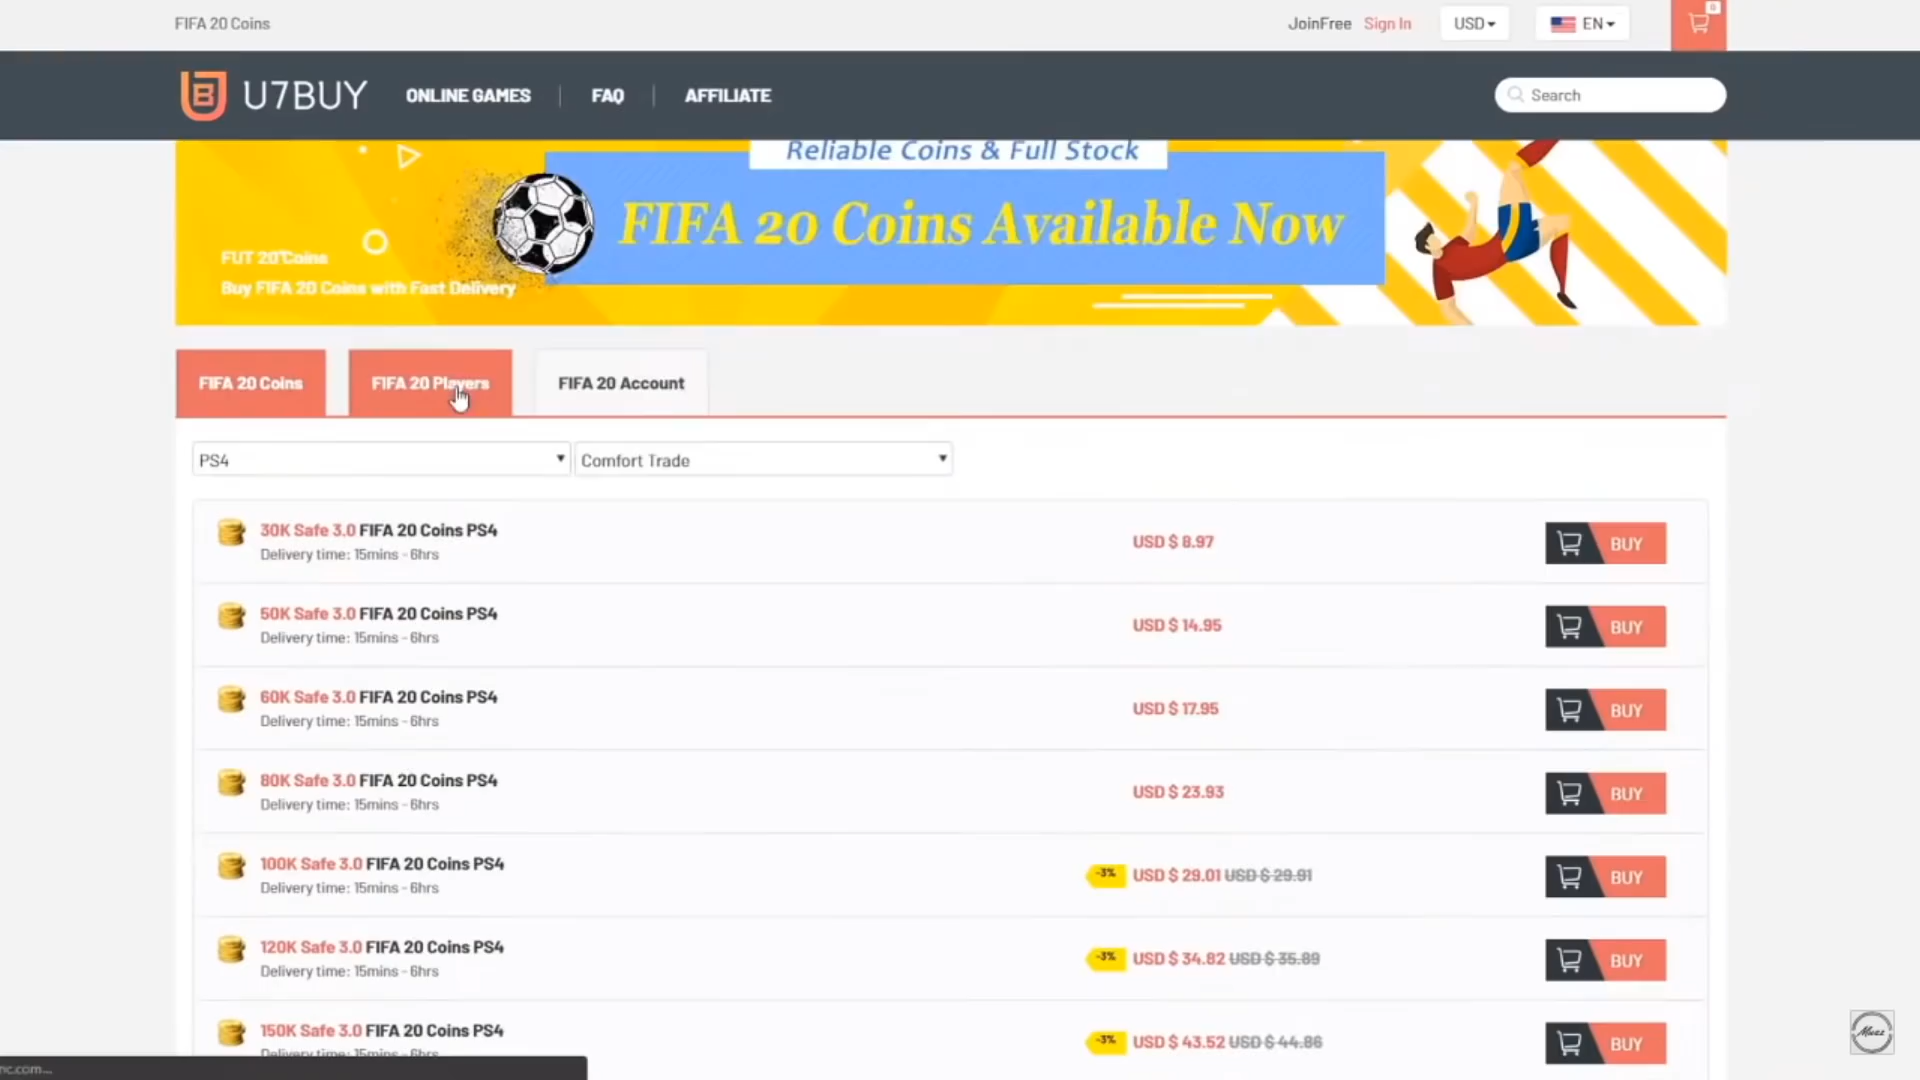 FIFA 20 Coins
JoinFree Sign In
USD
EN
0
U7BUY
ONLINE GAMES
FAQ
AFFILIATE
Search
Reliable Coins & Full Stock
FIFA 20 Coins Available Now
FUT 20 Coins
Buy FIFA 20 Coins with Fast Delivery
FIFA 20 Coins
FIFA 20 Players
FIFA 20 Account
PS4
Comfort Trade
30K Safe 3.0 FIFA 20 Coins PS4
Delivery time: 15mins - 6hrs
USD $ 8.97
BUY
50K Safe 3.0 FIFA 20 Coins PS4
Delivery time: 15mins - 6hrs
USD $ 14.95
BUY
60K Safe 3.0 FIFA 20 Coins PS4
Delivery time: 15mins - 6hrs
USD $ 17.95
BUY
80K Safe 3.0 FIFA 20 Coins PS4
Delivery time: 15mins - 6hrs
USD $ 23.93
BUY
100K Safe 3.0 FIFA 20 Coins PS4
Delivery time: 15mins - 6hrs
-3% USD $ 29.01 USD $ 29.91
BUY
120K Safe 3.0 FIFA 20 Coins PS4
Delivery time: 15mins - 6hrs
-3% USD $ 34.82 USD $ 35.89
BUY
150K Safe 3.0 FIFA 20 Coins PS4
Delivery time: 15mins - 6hrs
-3% USD $ 43.52 USD $ 44.86
BUY
nc.com...
Muzz